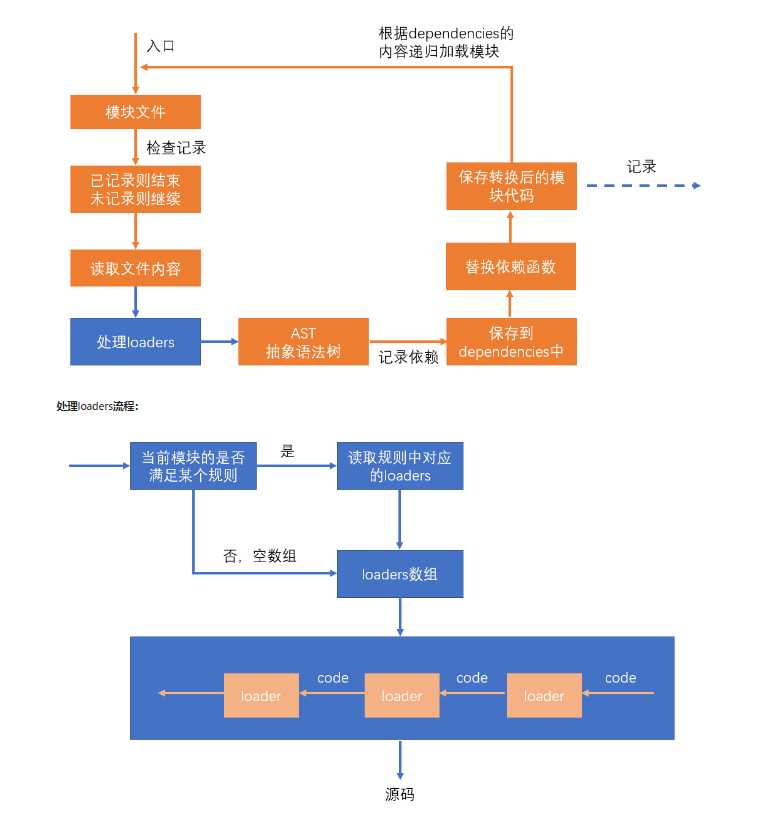 入口
根据dependencies的
内容递归加载模块
模块文件
检查记录
已记录则结束
未记录则继续
读取文件内容
处理loaders
AST
抽象语法树
记录依赖
保存到
dependencies中
替换依赖函数
保存转换后的模
块代码
记录
处理loaders流程：
当前模块的是否
满足某个规则
是
读取规则中对应
的loaders
否，空数组
loaders数组
loader
code
loader
code
loader
code
源码